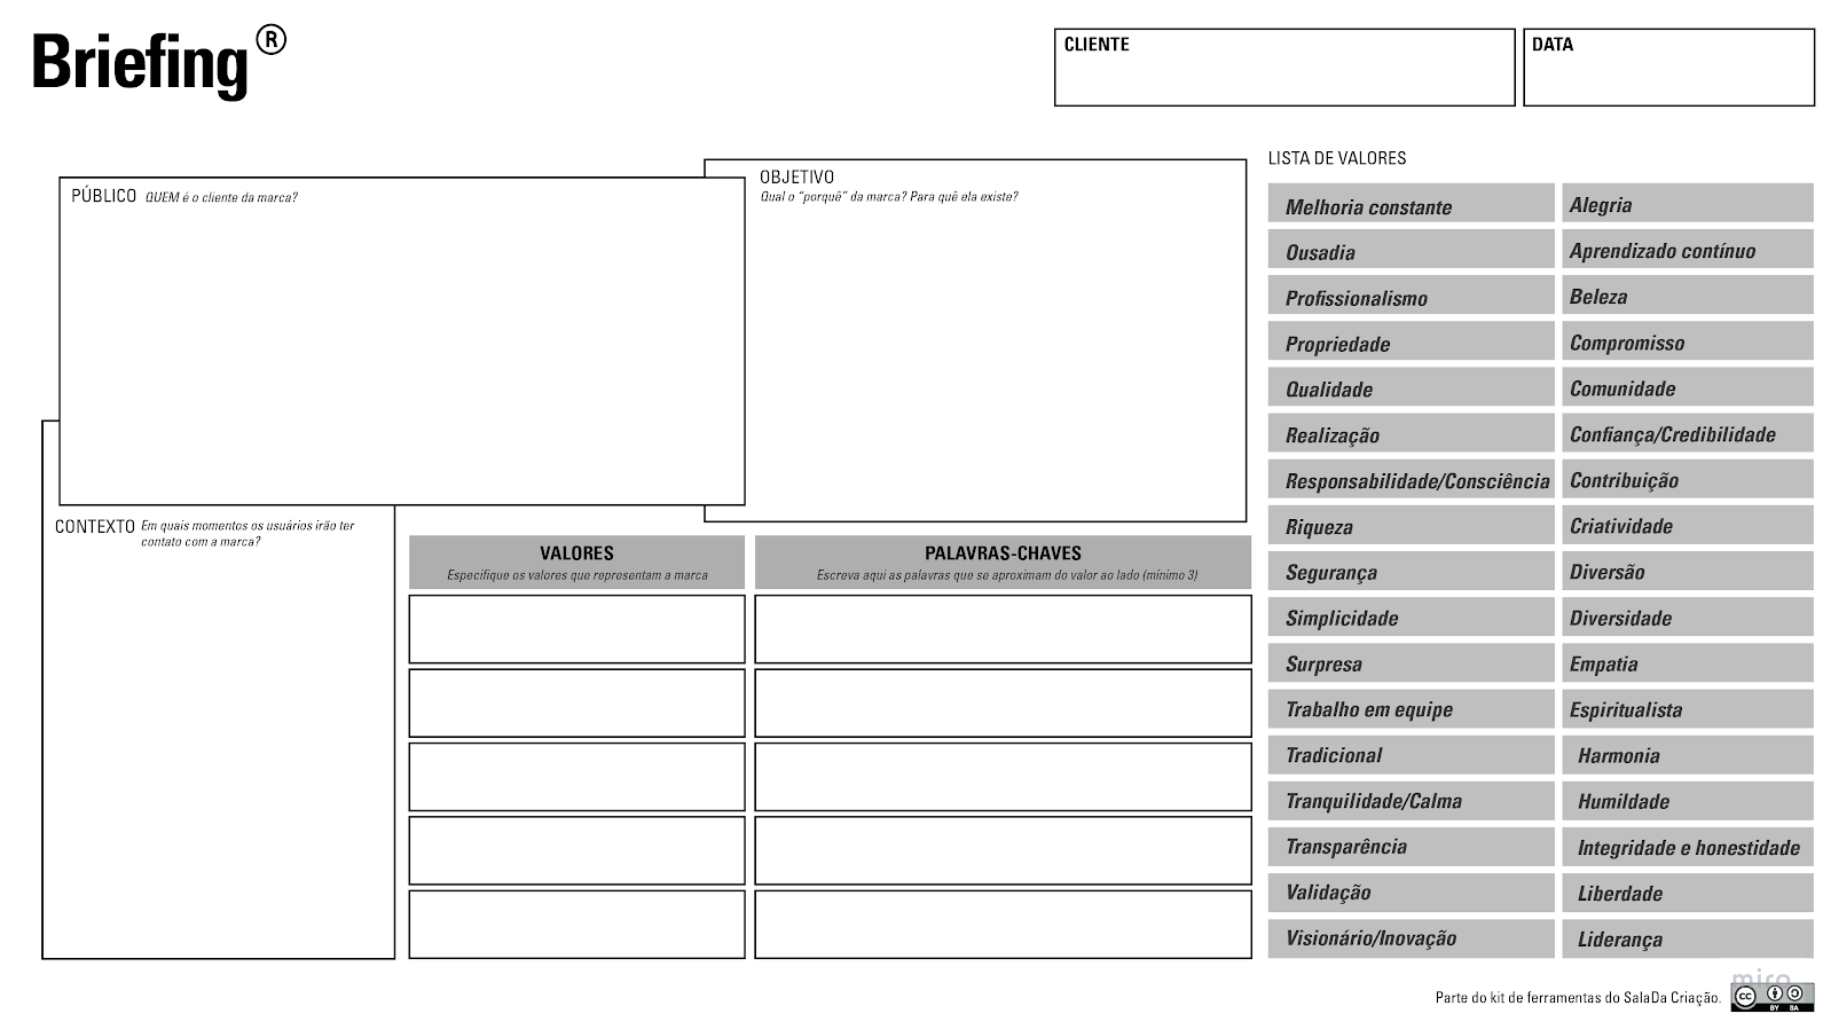 Briefing®
CLIENTE
DATA
PÚBLICO QUEM é o cliente da marca?
OBJETIVO
Qual o “porquê” da marca? Para quê ela existe?
CONTEXTO Em quais momentos os usuários irão ter
contato com a marca?
VALORES
Especifique os valores que representam a marca
PALAVRAS-CHAVES
Escreva aqui as palavras que se aproximam do valor ao lado (mínimo 3)
LISTA DE VALORES
Melhoria constante
Alegria
Ousadia
Aprendizado contínuo
Profissionalismo
Beleza
Propriedade
Compromisso
Qualidade
Comunidade
Realização
Confiança/Credibilidade
Responsabilidade/Consciência
Contribuição
Riqueza
Criatividade
Segurança
Diversão
Simplicidade
Diversidade
Surpresa
Empatia
Trabalho em equipe
Espiritualista
Tradicional
Harmonia
Tranquilidade/Calma
Humildade
Transparência
Integridade e honestidade
Validação
Liberdade
Visionário/Inovação
Liderança
miro
Parte do kit de ferramentas do SalaDa Criação.
cc
BY SA